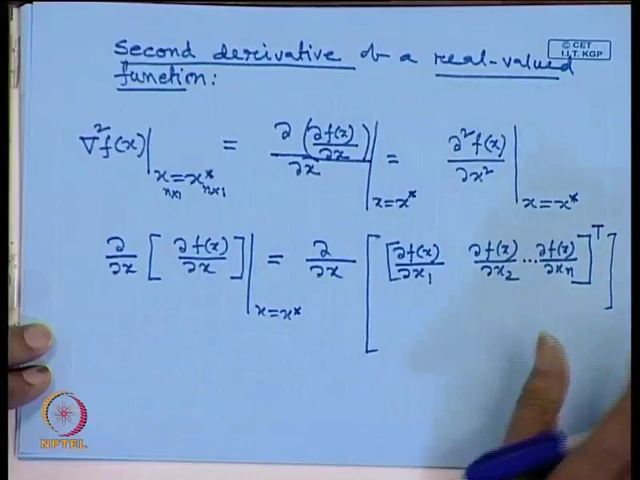 Second derivative of a real-valued
© CET
I.I.T. KGP
function:
∇²f(x)|ₓ₌ₓ* = ∂(∂f(x)/∂x)/∂x |ₓ₌ₓ* = ∂²f(x)/∂x² |ₓ₌ₓ*
n×1 n×1
∂/∂x [∂f(x)/∂x]|ₓ₌ₓ* = ∂/∂x [[∂f(x)/∂x₁ ∂f(x)/∂x₂ ... ∂f(x)/∂xₙ]ᵀ]
NPTEL